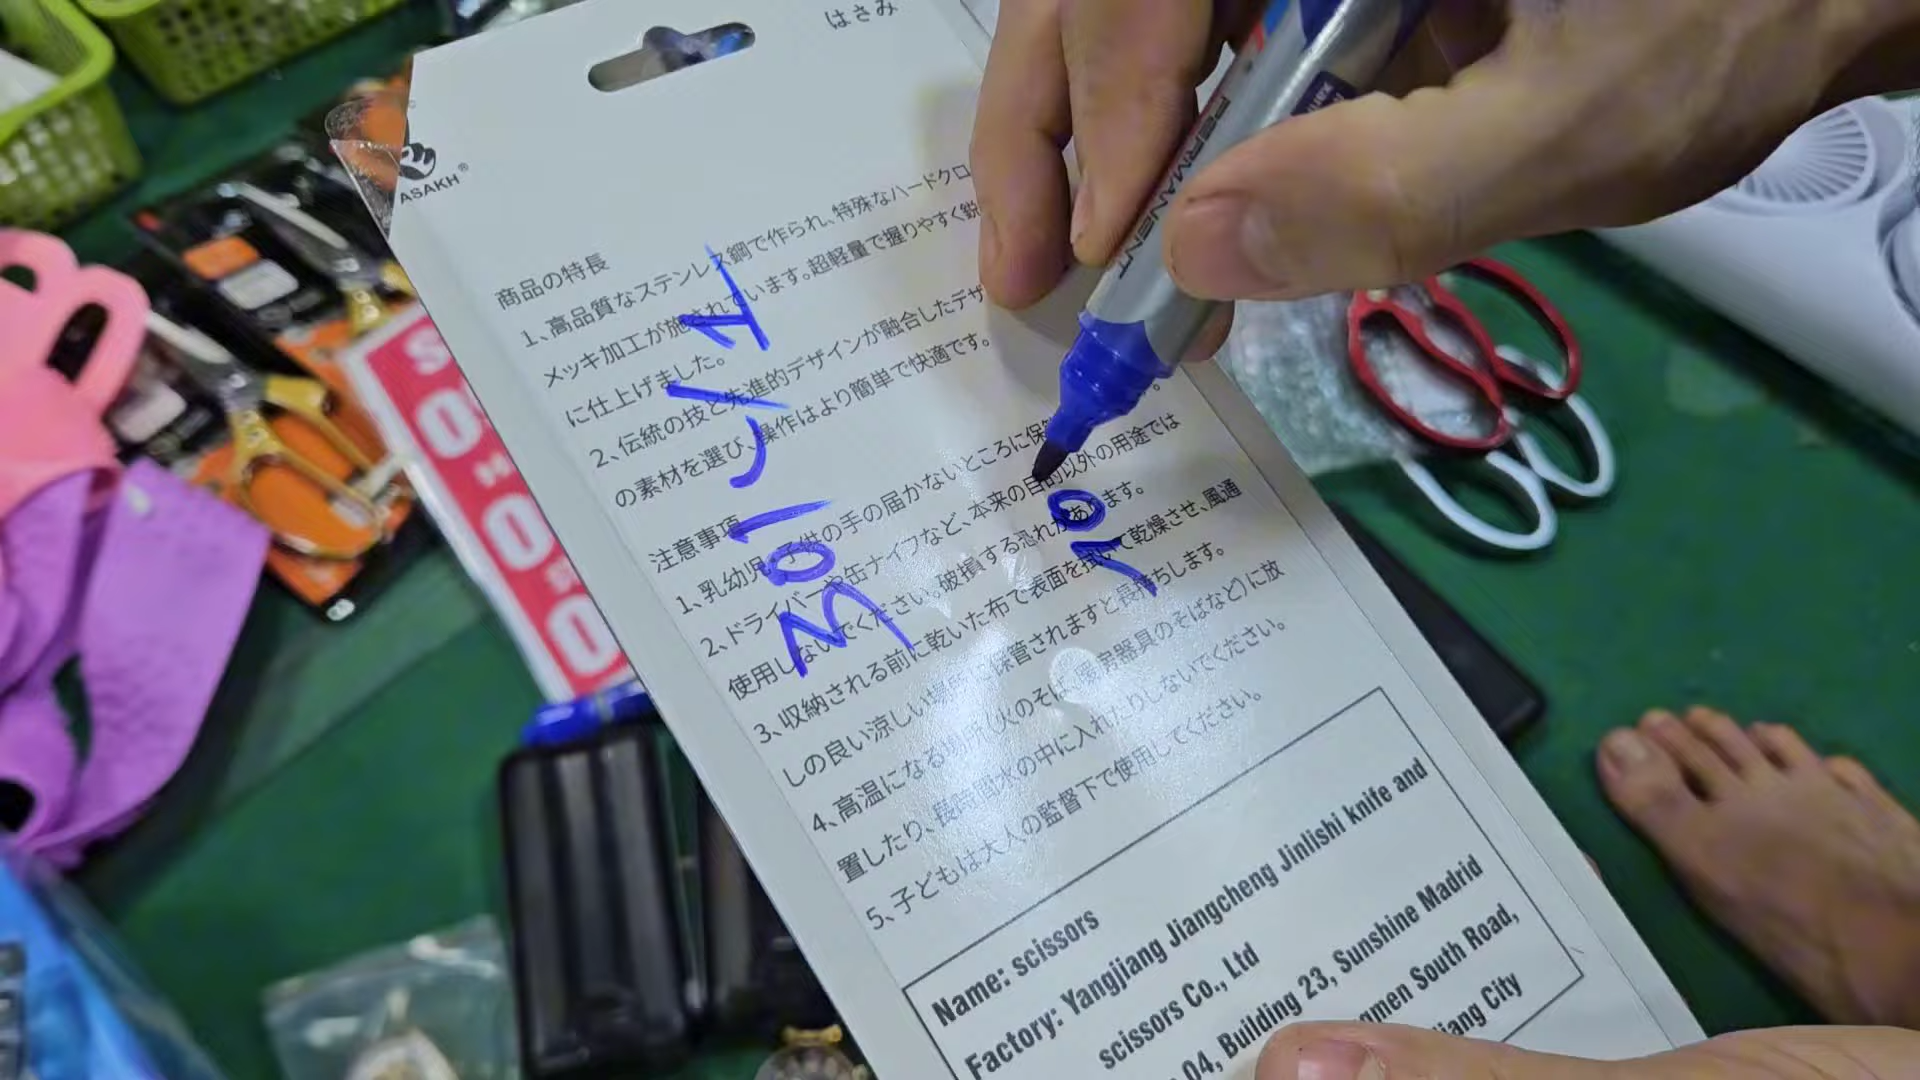 はさみ
ASAKH®
商品の特長
1、高品質なステンレス鋼で作られ、特殊なハードクロ
メッキ加工が施されています。超軽量で握りやすく鋭
に仕上げました。
2、伝統の技と先進的デザインが融合したデザ
の素材を選び、操作はより簡単で快適です。
注意事項
1、乳幼児・子供の手の届かないところに保管
2、ドライバーや缶ナイフなど、本来の目的以外の用途では
使用しないでください。破損する恐れがあります。
3、収納される前に乾いた布で表面を拭いて乾燥させ、風通
しの良い涼しい場所で保管されますと長持ちします。
4、高温になる場所(火のそば、暖房器具のそばなど)に放
置したり、長時間水の中に入れたりしないでください。
5、子どもは大人の監督下で使用してください。
Name: scissors
Factory: Yangjiang Jiangcheng Jinlishi knife and
scissors Co., Ltd
04, Building 23, Sunshine Madrid
gmen South Road,
jiang City
PERMANENT